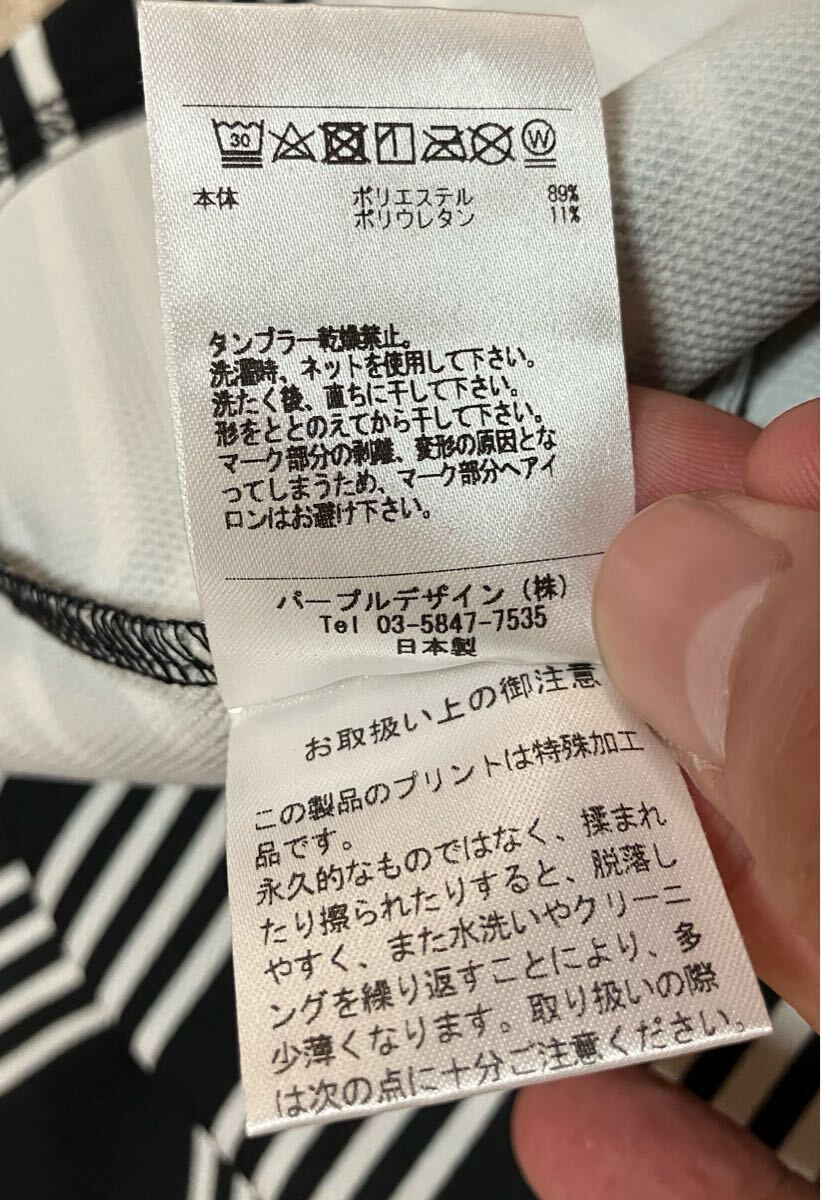 30 W
本体 ポリエステル 89%
ポリウレタン 11%
タンブラー乾燥禁止。
洗濯時、ネットを使用して下さい。
洗たく後、直ちに干して下さい。
形をととのえてから干して下さい。
マーク部分の剥離、変形の原因とな
ってしまうため、マーク部分へアイ
ロンはお避け下さい。
パープルデザイン(株)
Tel 03-5847-7535
日本製
お取扱い上の御注意
この製品のプリントは特殊加工
品です。
永久的なものではなく、揉まれ
たり擦られたりすると、脱落し
やすく、また水洗いやクリーニ
ングを繰り返すことにより、多
少薄くなります。取り扱いの際
は次の点に十分ご注意ください。